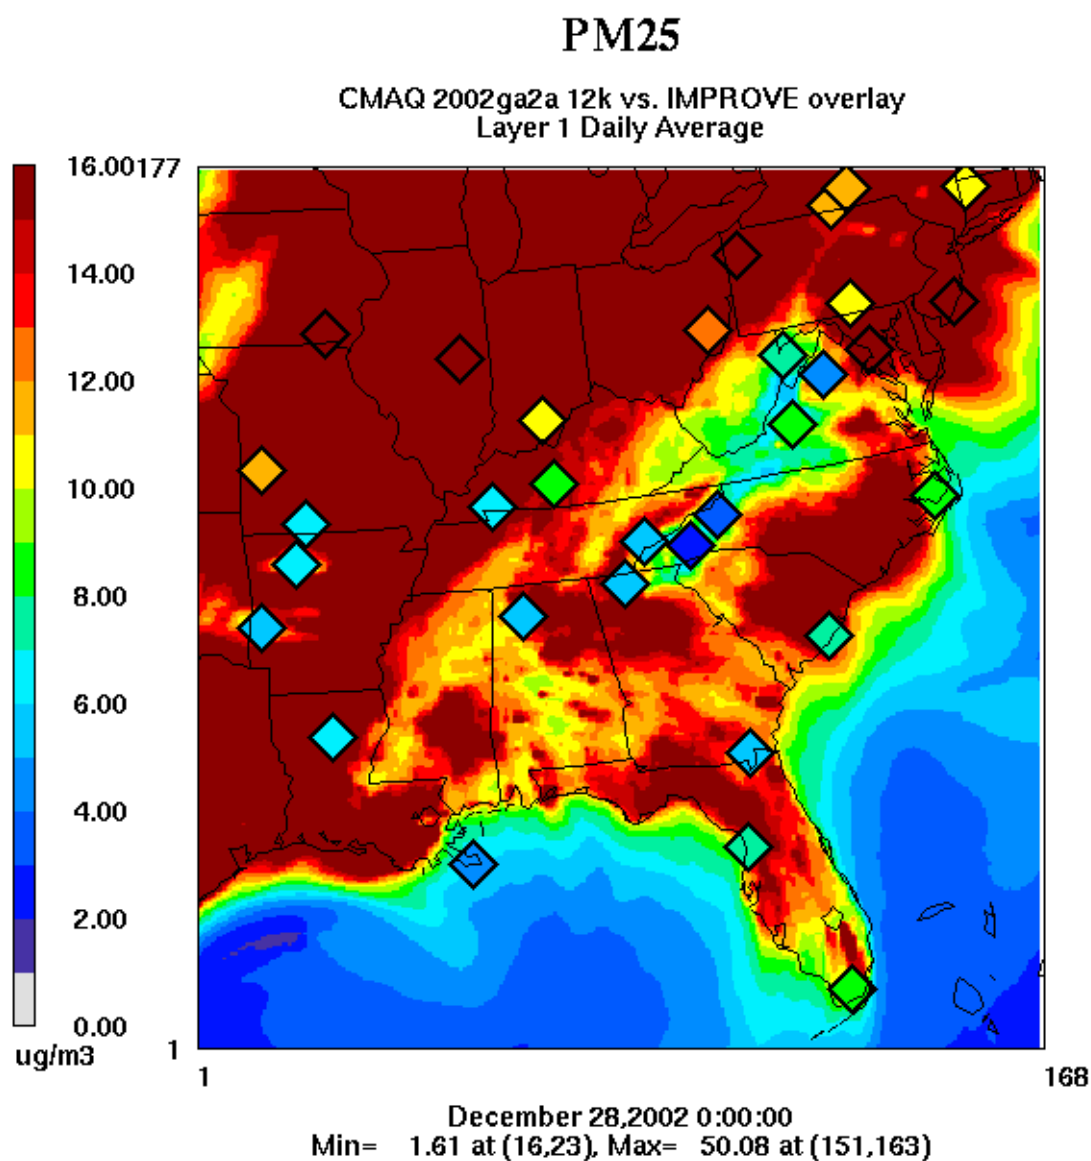 PM25
CMAQ 2002ga2a 12k vs. IMPROVE overlay
Layer 1 Daily Average
16.00
177
14.00
12.00
10.00
8.00
6.00
4.00
2.00
0.00
ug/m3
1
1
168
December 28,2002 0:00:00
Min= 1.61 at (16,23), Max= 50.08 at (151,163)